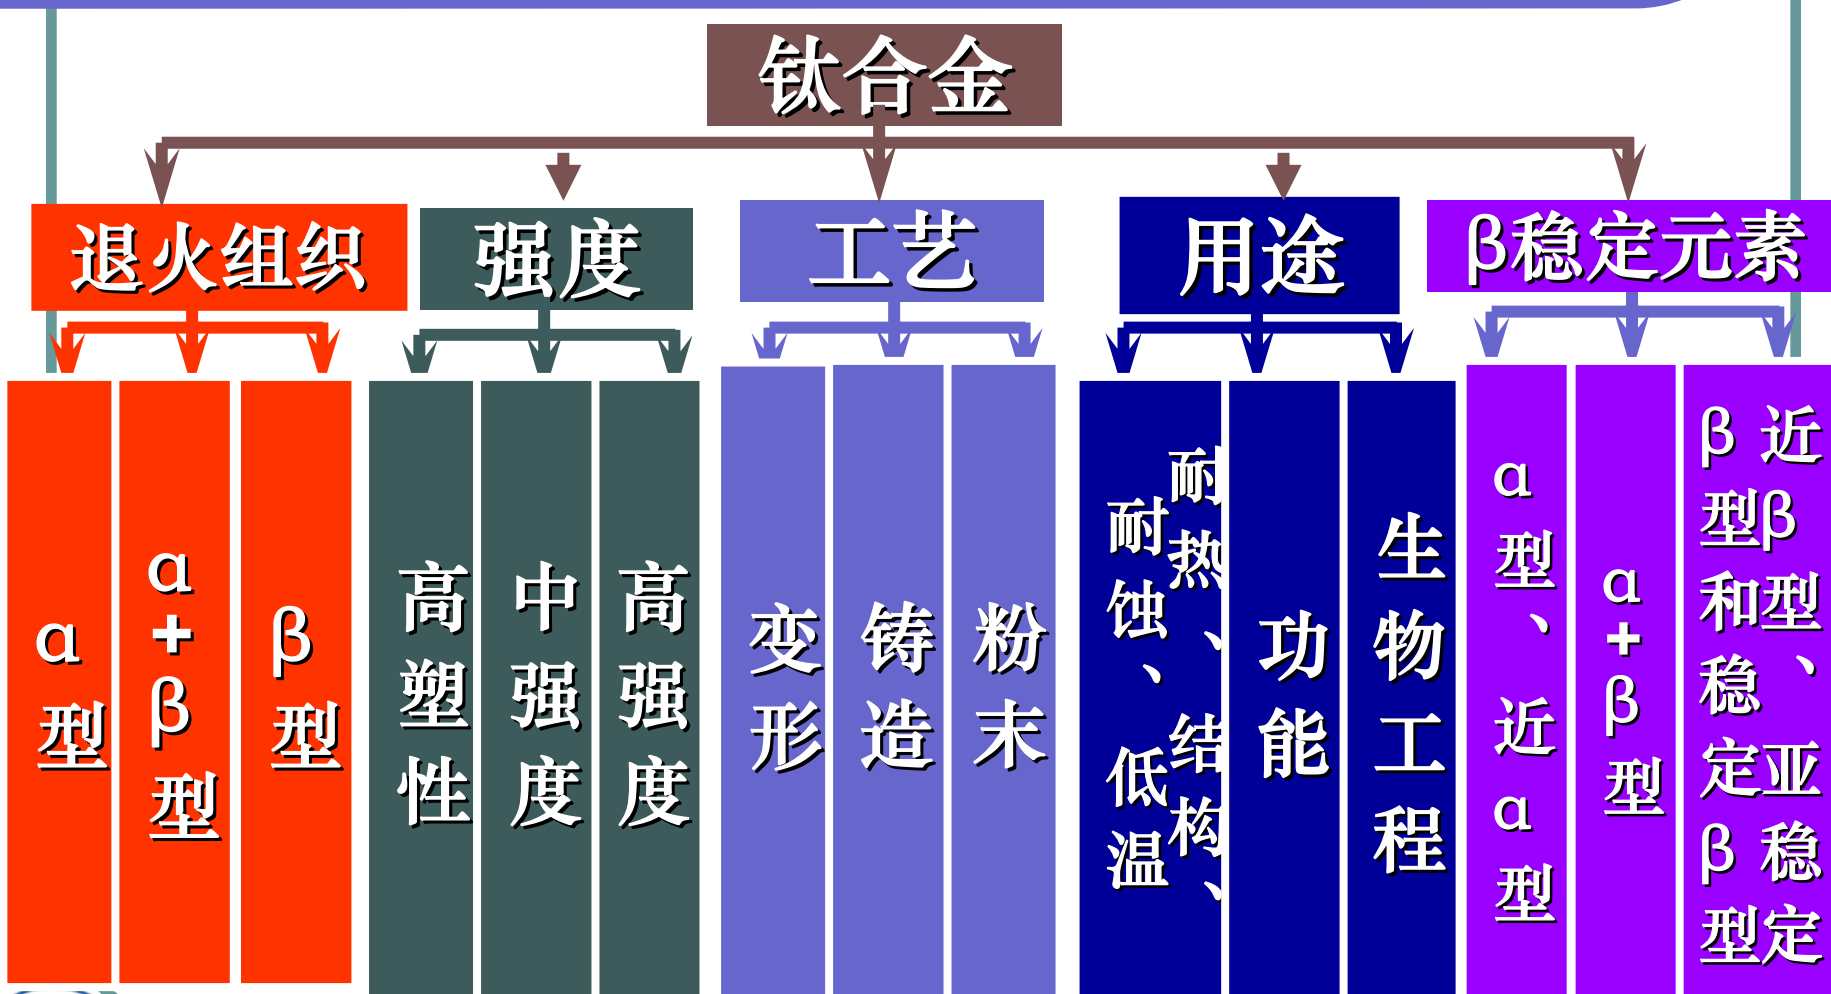 钛合金
退火组织
强度
工艺
用途
β稳定元素
α型
α+β型
β型
高塑性
中强度
高强度
变形
铸造
粉末
耐热、结构、
耐蚀、低温
功能
生物工程
α型、近α型
α+β型
近β型、亚稳定
β型和稳定β型